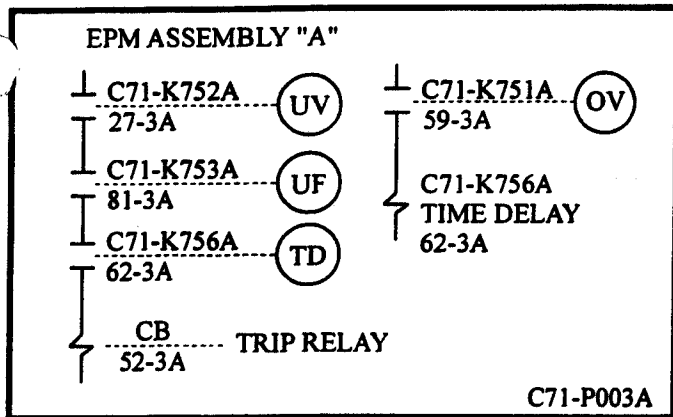 EPM ASSEMBLY "A"
C71-K752A
27-3A
UV
C71-K753A
81-3A
UF
C71-K756A
62-3A
TD
CB
52-3A
TRIP RELAY
C71-K751A
59-3A
OV
C71-K756A
TIME DELAY
62-3A
C71-P003A